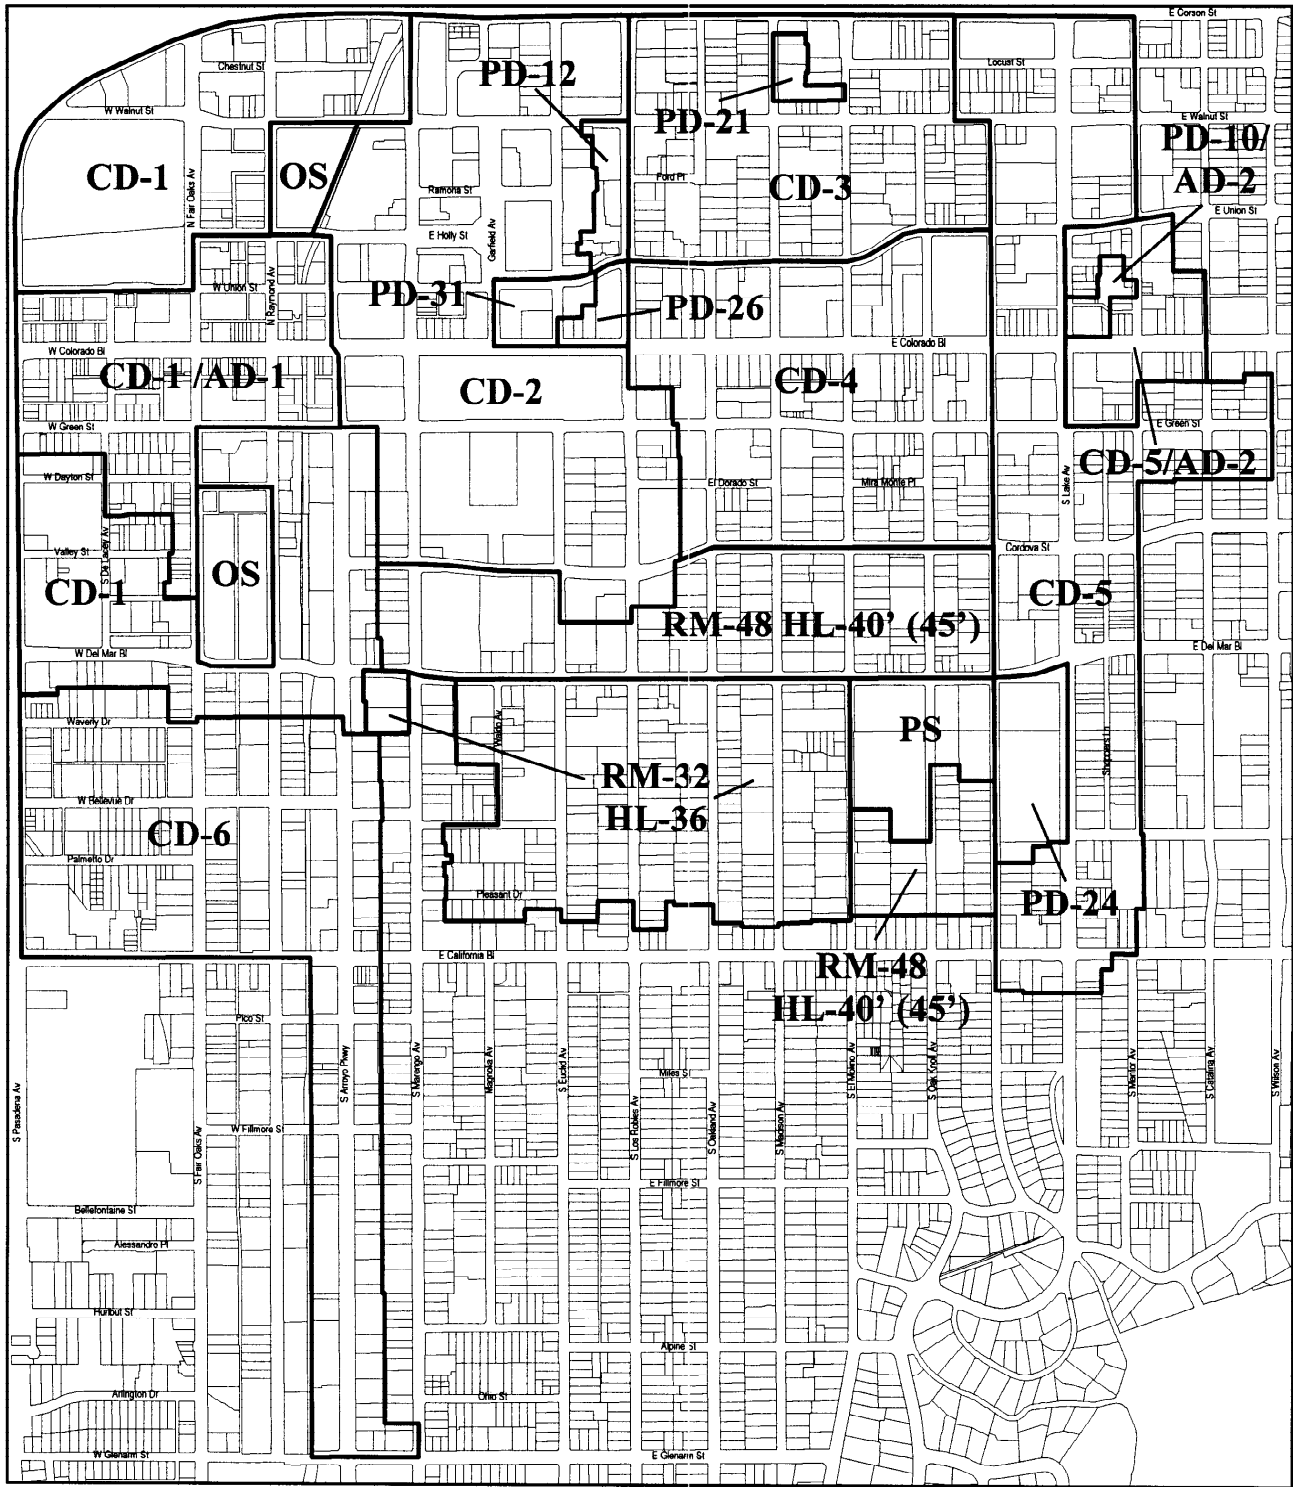 E Corson St
Chestnut St
Locust St
PD-12
W Walnut St
PD-21
E Walnut St
PD-10/
AD-2
CD-1
OS
Ford Pl
CD-3
N Fair Oaks Av
Ramona St
E Union St
E Holly St
Garfield Av
W Union St
N Raymond Av
PD-31
PD-26
W Colorado Bl
E Colorado Bl
CD-1 /AD-1
CD-2
CD-4
W Green St
E Green St
CD-5/AD-2
W Dayton St
El Dorado St
Mira Monte Pl
S Lake Av
Valley St
S De Lacey Av
Cordova St
CD-1
OS
CD-5
RM-48 HL-40' (45')
W Del Mar Bl
E Del Mar Bl
Waverly Dr
Waldo Av
PS
Shoppers Ln
RM-32
HL-36
W Bellevue Dr
CD-6
Palmetto Dr
Pleasant Dr
PD-24
E California Bl
RM-48
HL-40' (45')
Pico St
S Pasadena Av
S Fair Oaks Av
S Arroyo Pkwy
S Marengo Av
Magnolia Av
S Euclid Av
S Los Robles Av
S Oakland Av
S Madison Av
S El Molino Av
S Oak Knoll Av
S Mentor Av
S Catalina Av
S Wilson Av
Miles St
W Fillmore St
E Fillmore St
Bellefontaine St
Alessandro Pl
Hurlbut St
Alpine St
Arlington Dr
Ohio St
W Glenarm St
E Glenarm St